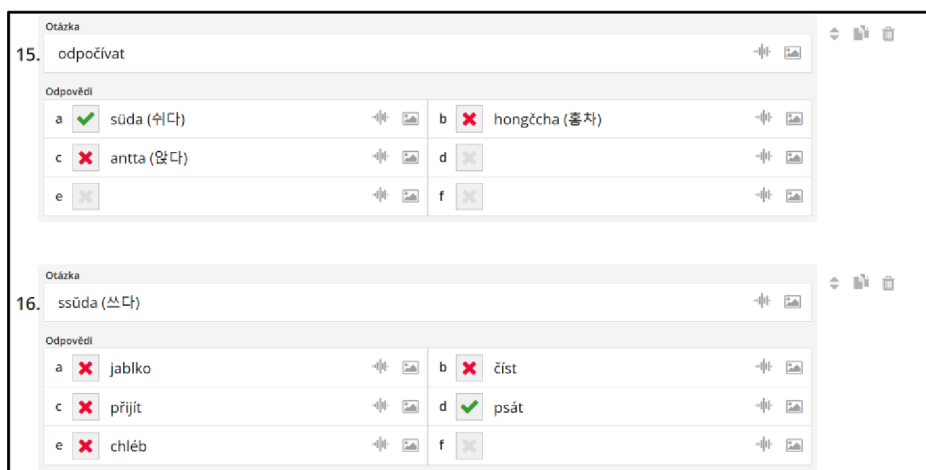 Otázka
15. odpočívat
Odpovědi
a süda (쉬다) b hongčcha (홍차)
c antta (앉다) d
e f
Otázka
16. ssŭda (쓰다)
Odpovědi
a jablko b číst
c přijít d psát
e chléb f